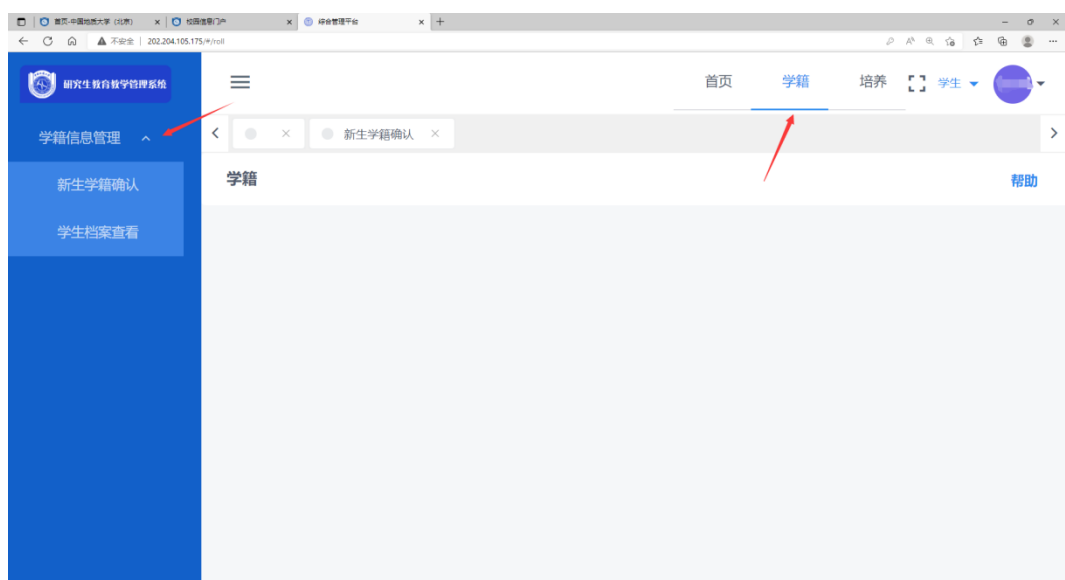 首页-中国地质大学（北京）
校园信息门户
综合管理平台
不安全 | 202.204.105.175/#/roll
研究生教育教学管理系统
首页
学籍
培养
学生
学籍信息管理
新生学籍确认
新生学籍确认
学籍
帮助
学生档案查看